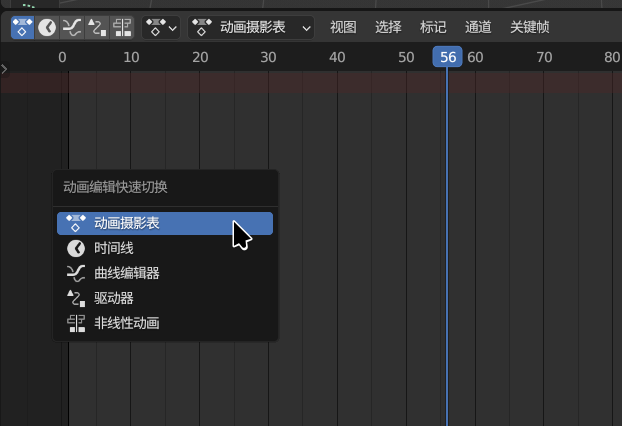 动画摄影表 视图 选择 标记 通道 关键帧
0 10 20 30 40 50 56 60 70 80
动画编辑快速切换
动画摄影表
时间线
曲线编辑器
驱动器
非线性动画